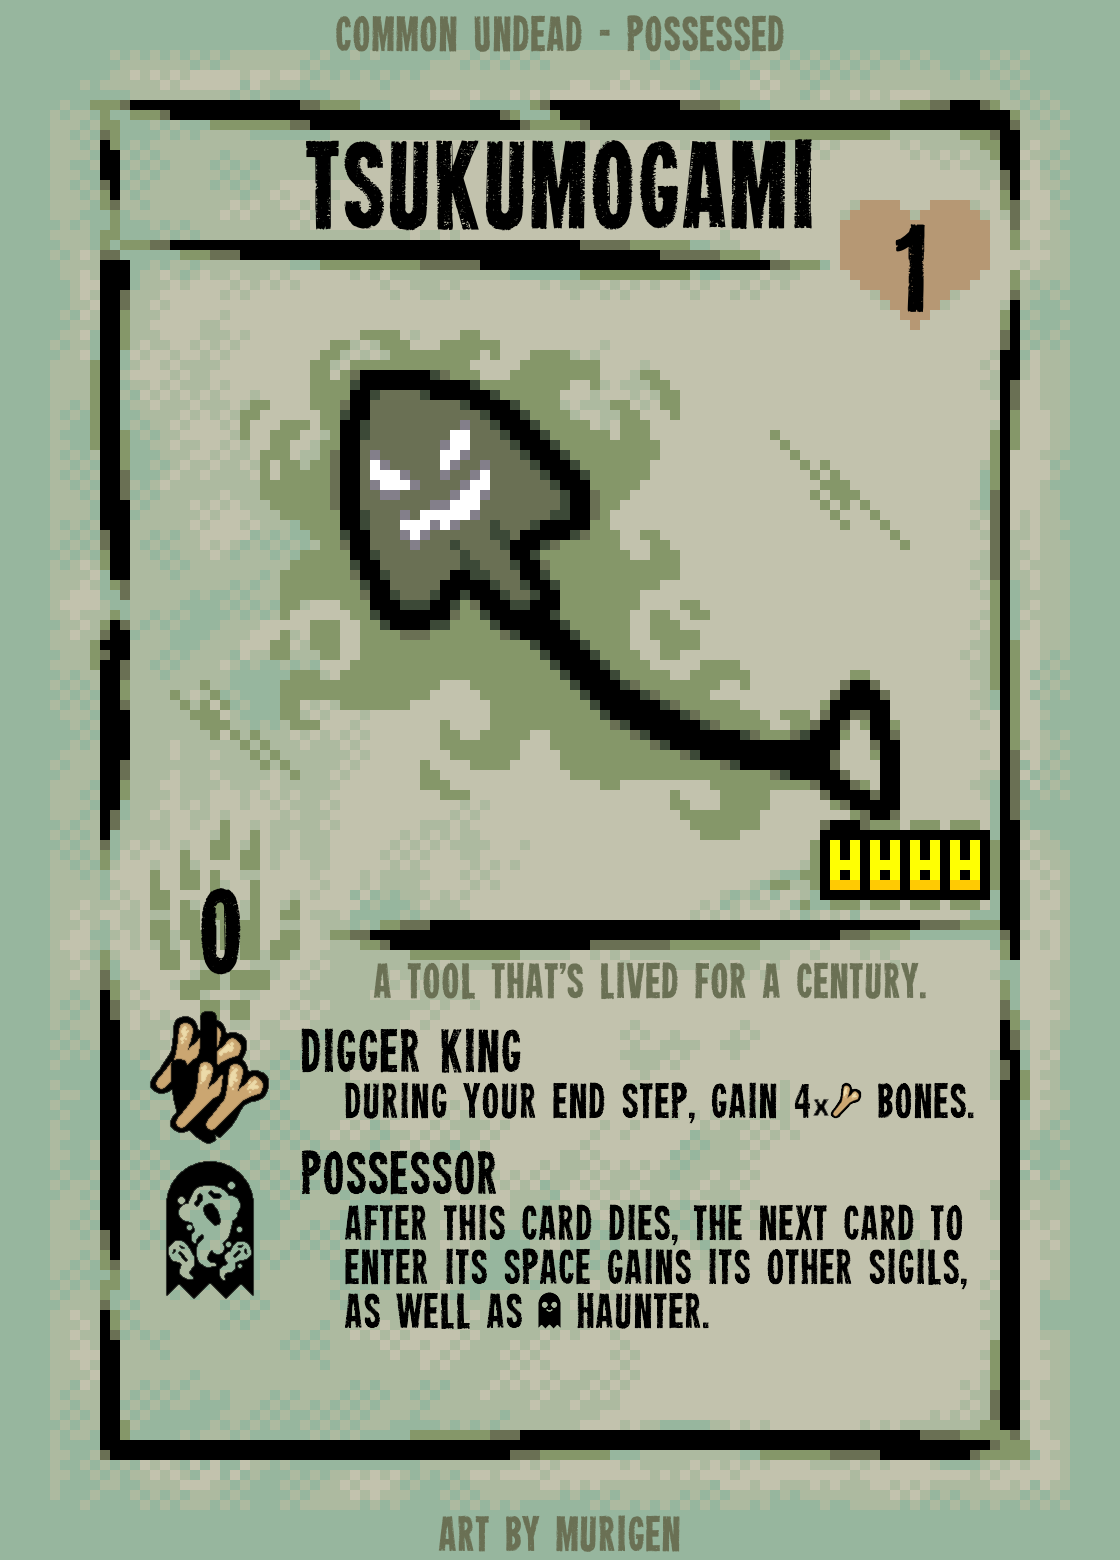 COMMON UNDEAD - POSSESSED
TSUKUMOGAMI
1
0
A TOOL THAT'S LIVED FOR A CENTURY.
DIGGER KING
DURING YOUR END STEP, GAIN 4x BONES.
POSSESSOR
AFTER THIS CARD DIES, THE NEXT CARD TO
ENTER ITS SPACE GAINS ITS OTHER SIGILS,
AS WELL AS HAUNTER.
ART BY MURIGEN